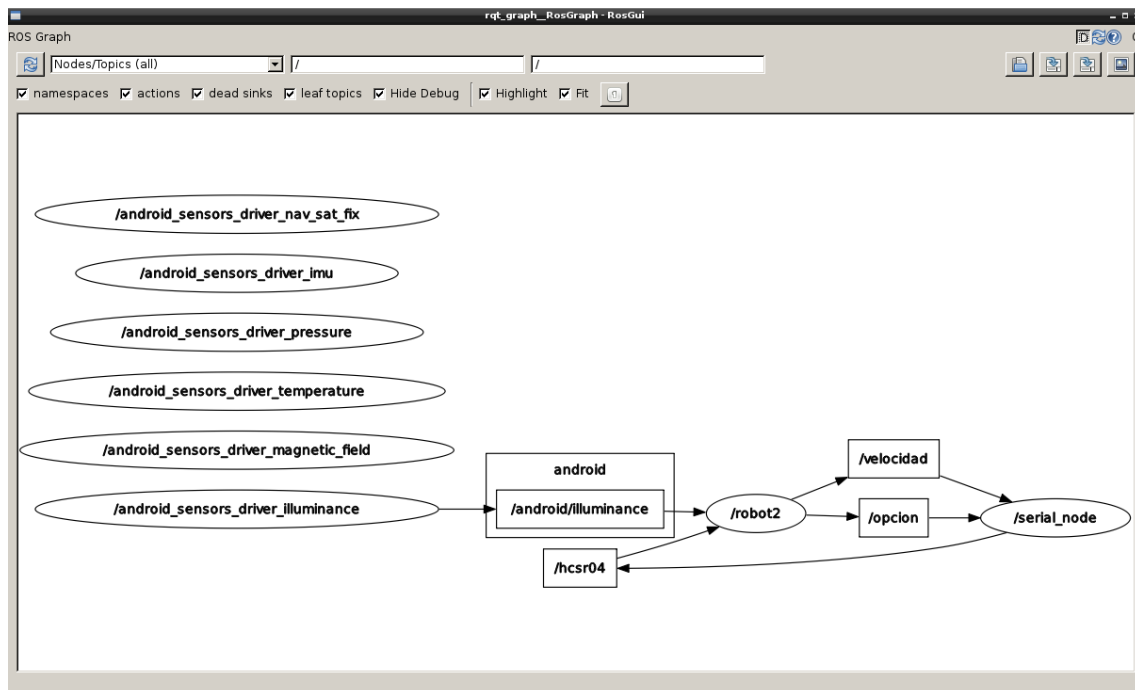 rqt_graph__RosGraph - RosGui
ROS Graph
Nodes/Topics (all) / /
namespaces actions dead sinks leaf topics Hide Debug Highlight Fit
/android_sensors_driver_nav_sat_fix
/android_sensors_driver_imu
/android_sensors_driver_pressure
/android_sensors_driver_temperature
/android_sensors_driver_magnetic_field
android
/velocidad
/android_sensors_driver_illuminance
/android/illuminance
/robot2
/opcion
/serial_node
/hcsr04